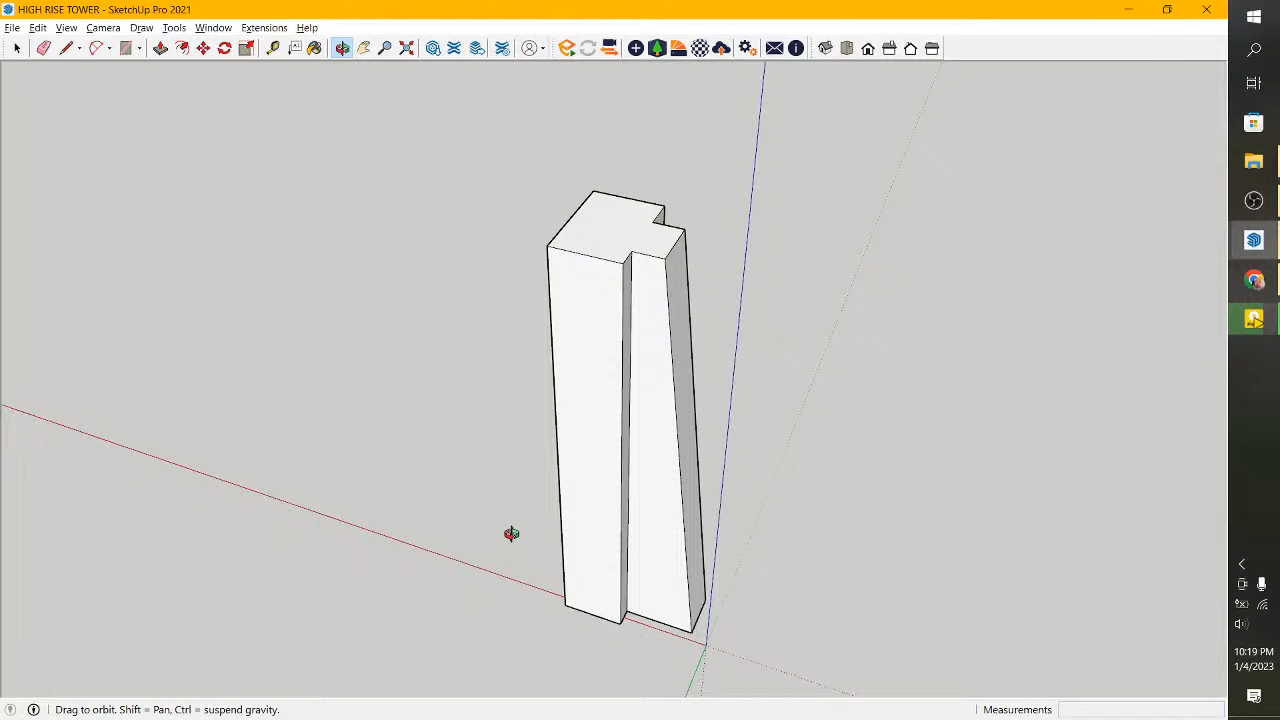 HIGH RISE TOWER - SketchUp Pro 2021
File Edit View Camera Draw Tools Window Extensions Help
Drag to orbit. Shift = Pan, Ctrl = suspend gravity.
Measurements
10:19 PM
1/4/2023